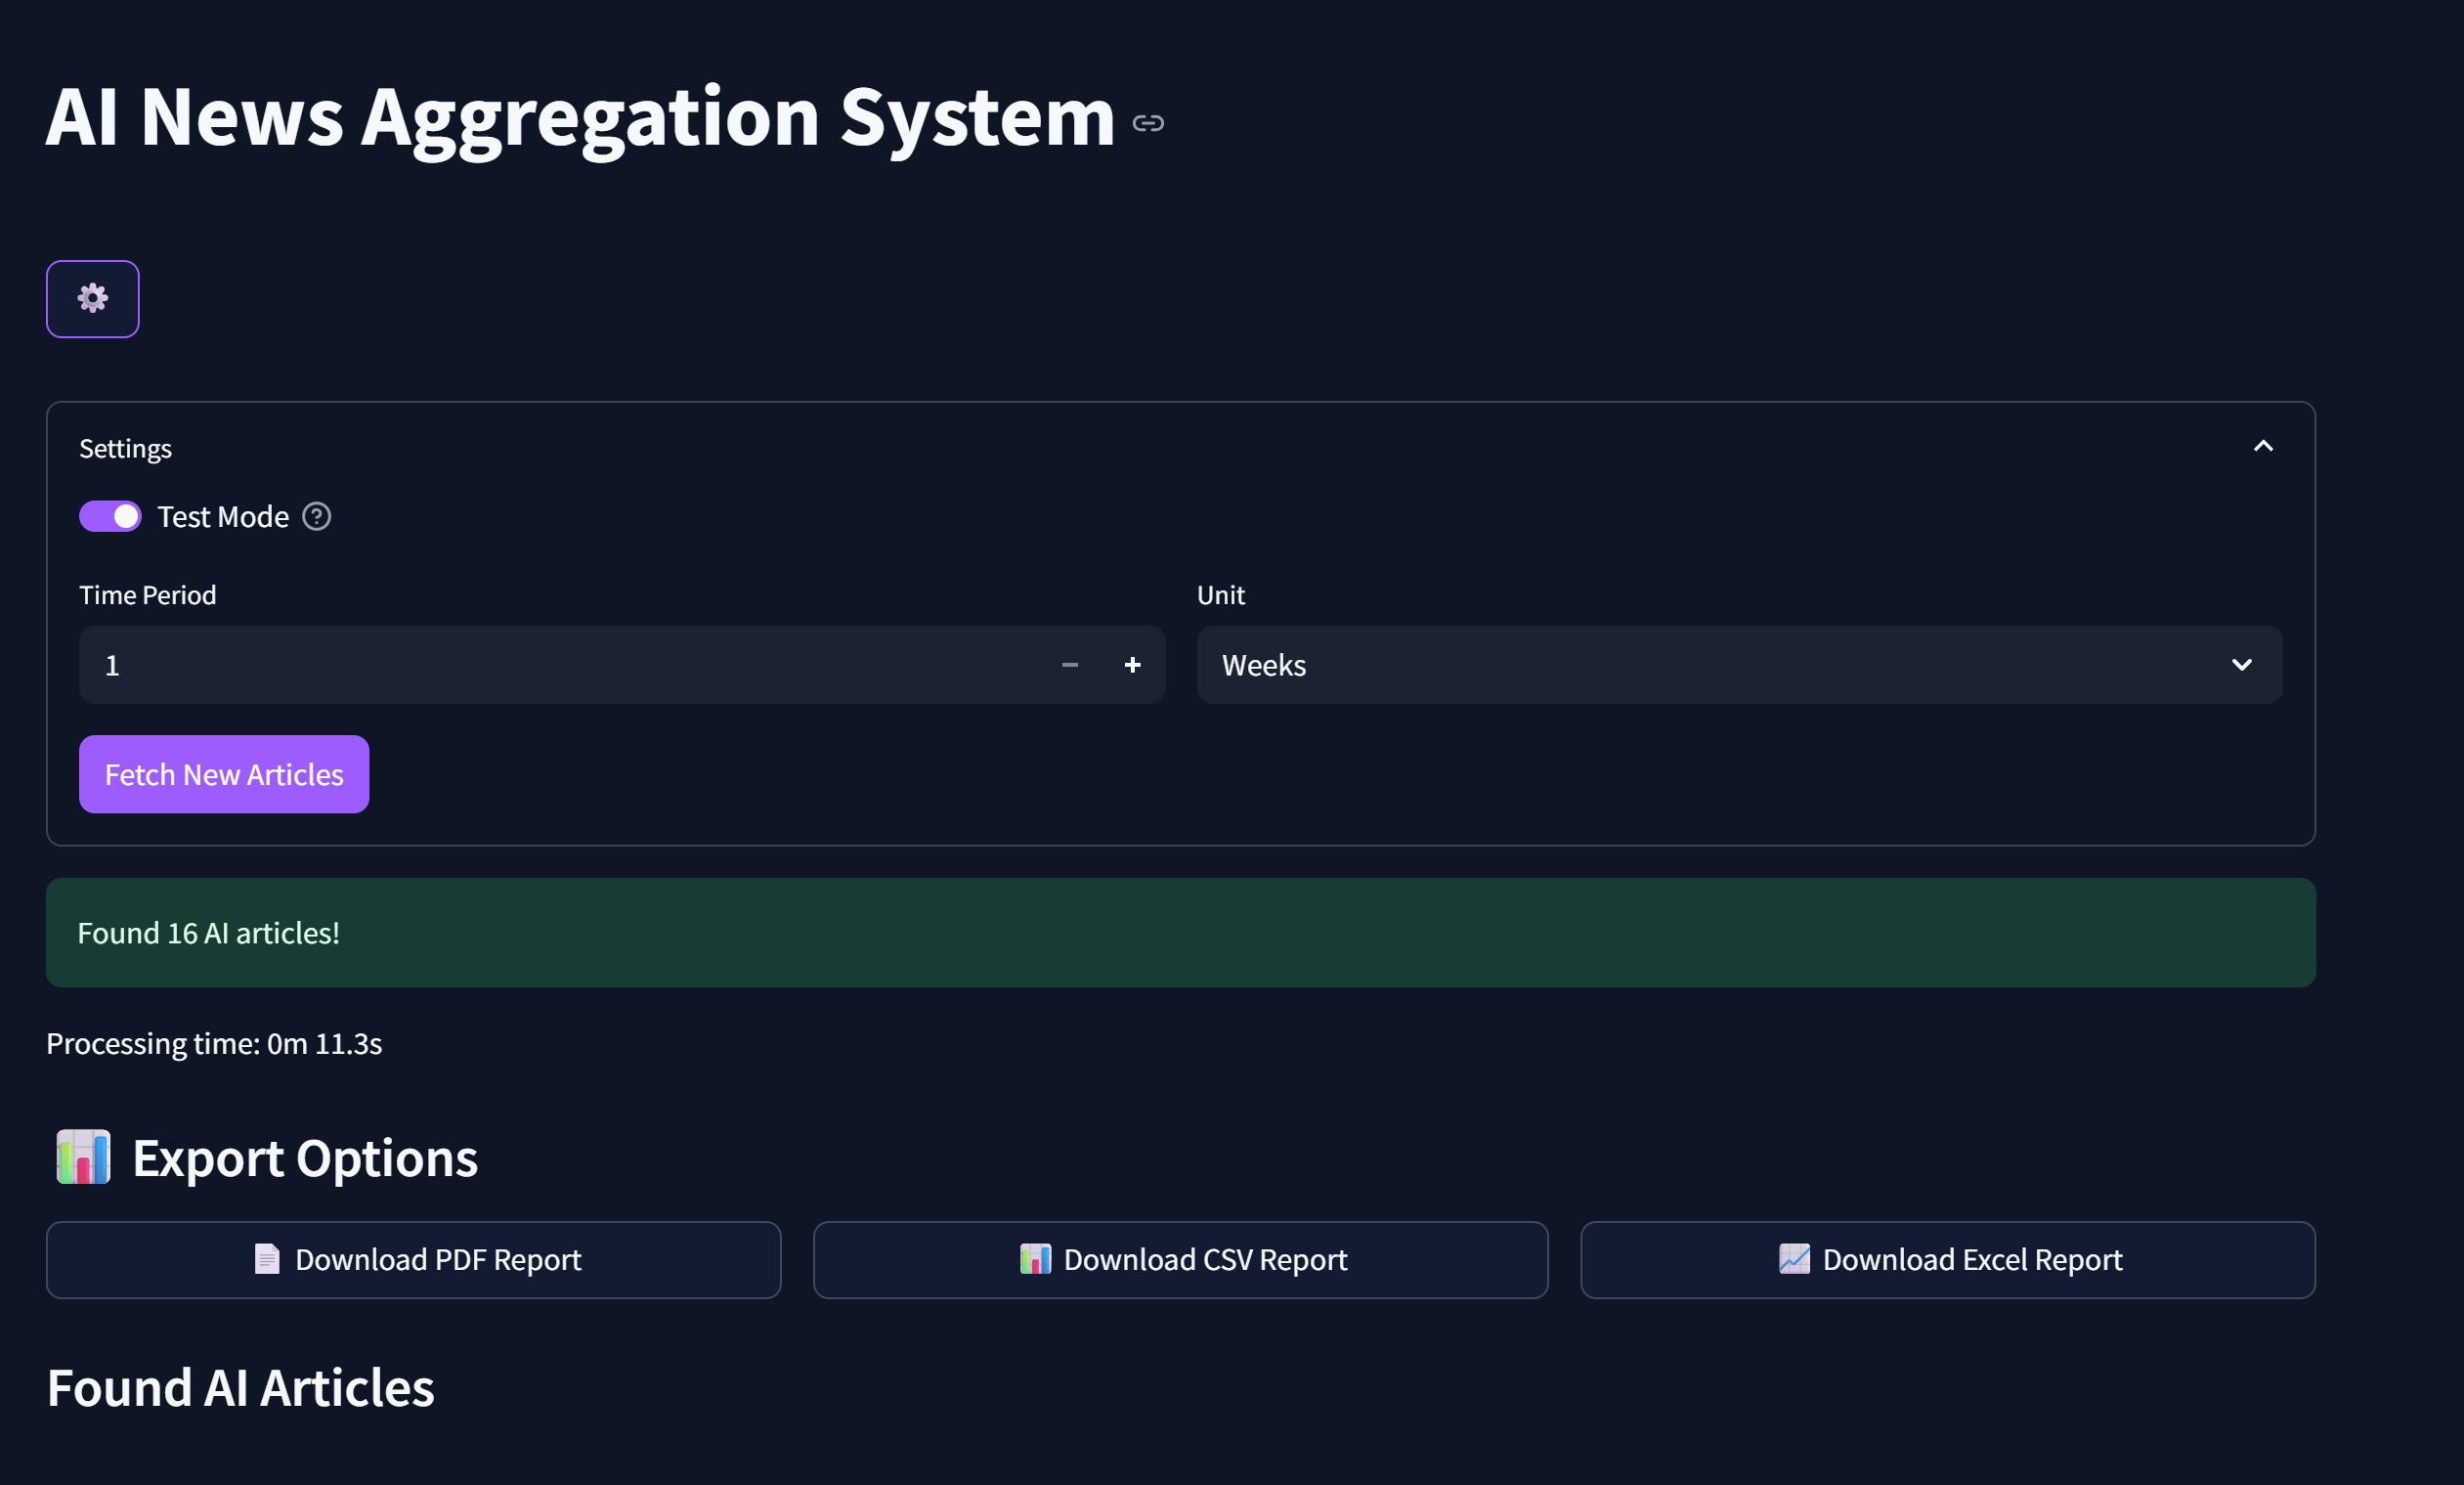 AI News Aggregation System
Settings
Test Mode
Time Period
Unit
1
Weeks
Fetch New Articles
Found 16 AI articles!
Processing time: 0m 11.3s
Export Options
Download PDF Report
Download CSV Report
Download Excel Report
Found AI Articles